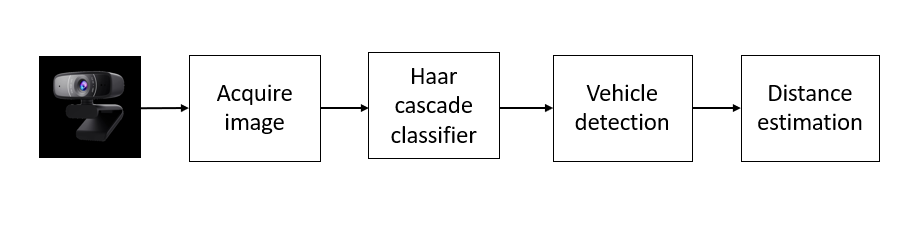 Acquire
image
Haar
cascade
classifier
Vehicle
detection
Distance
estimation